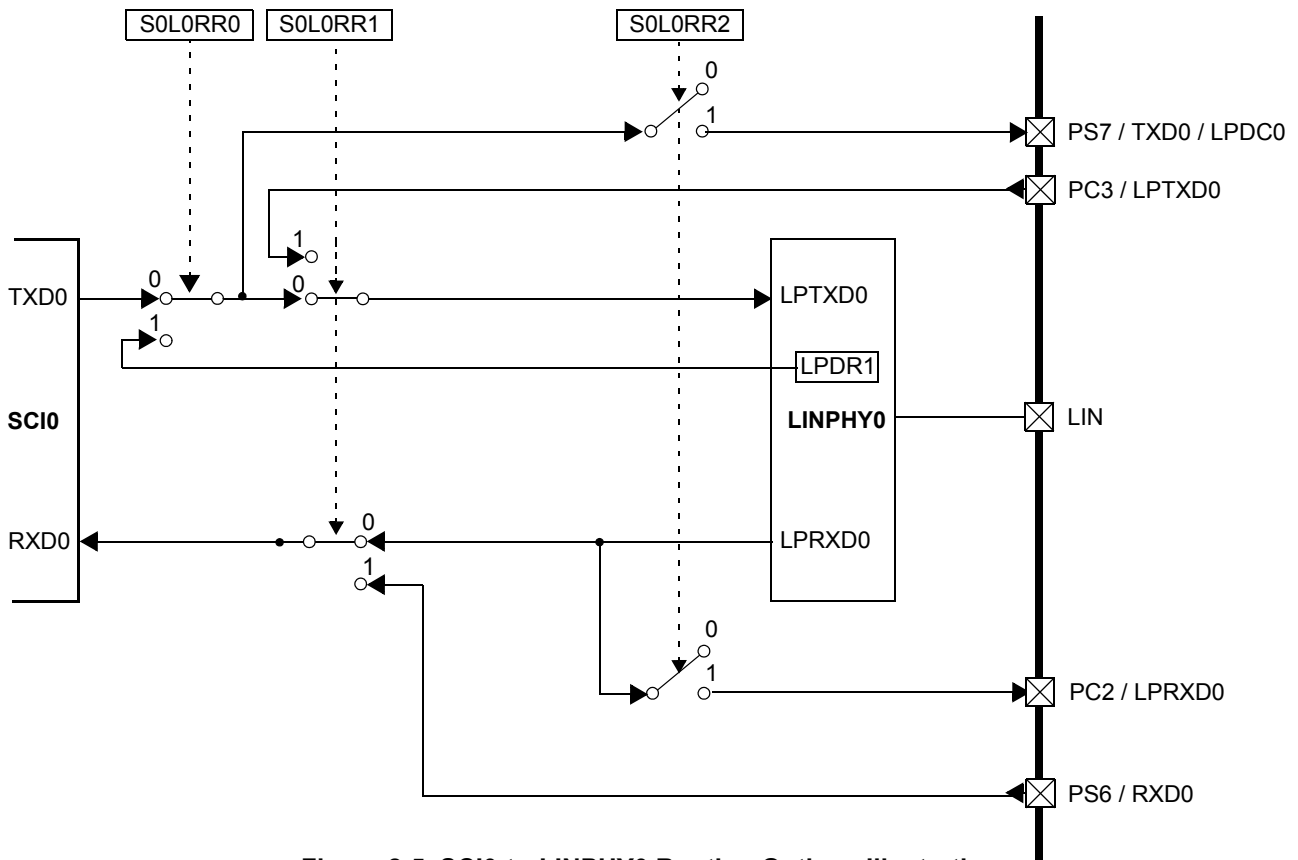 S0L0RR0 S0L0RR1 S0L0RR2
0
1
PS7 / TXD0 / LPDC0
PC3 / LPTXD0
1
0
0
TXD0
LPTXD0
1
LPDR1
SCI0
LINPHY0
LIN
0
RXD0
LPRXD0
1
0
1
PC2 / LPRXD0
PS6 / RXD0